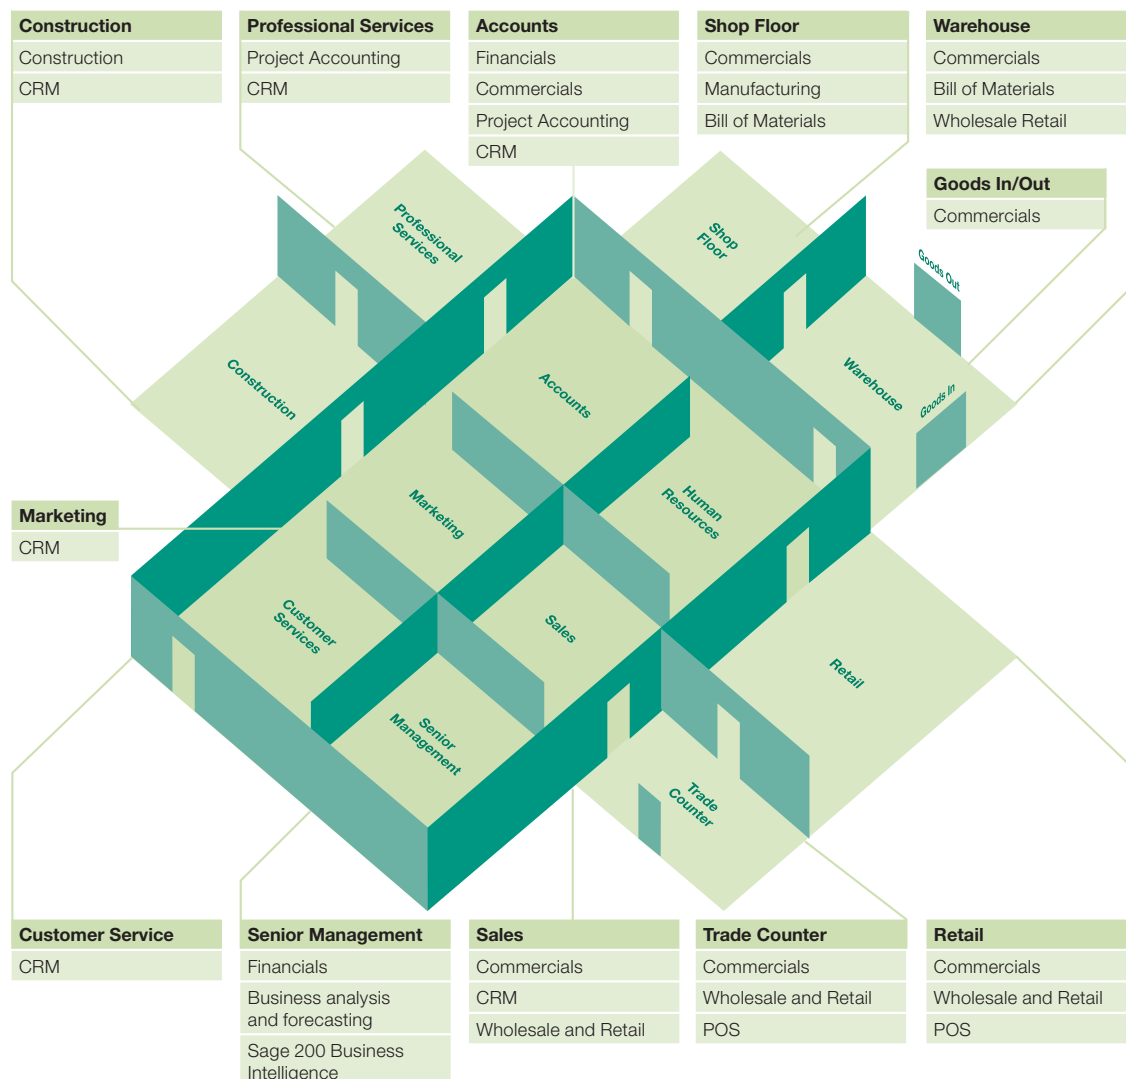 Construction
Construction
CRM
Professional Services
Project Accounting
CRM
Accounts
Financials
Commercials
Project Accounting
CRM
Shop Floor
Commercials
Manufacturing
Bill of Materials
Warehouse
Commercials
Bill of Materials
Wholesale Retail
Goods In/Out
Commercials
Professional
Services
Shop
Floor
Goods Out
Construction
Accounts
Warehouse
Goods In
Marketing
Human
Resources
Marketing
CRM
Customer
Services
Sales
Retail
Senior
Management
Trade
Counter
Customer Service
CRM
Senior Management
Financials
Business analysis
and forecasting
Sage 200 Business
Intelligence
Sales
Commercials
CRM
Wholesale and Retail
Trade Counter
Commercials
Wholesale and Retail
POS
Retail
Commercials
Wholesale and Retail
POS